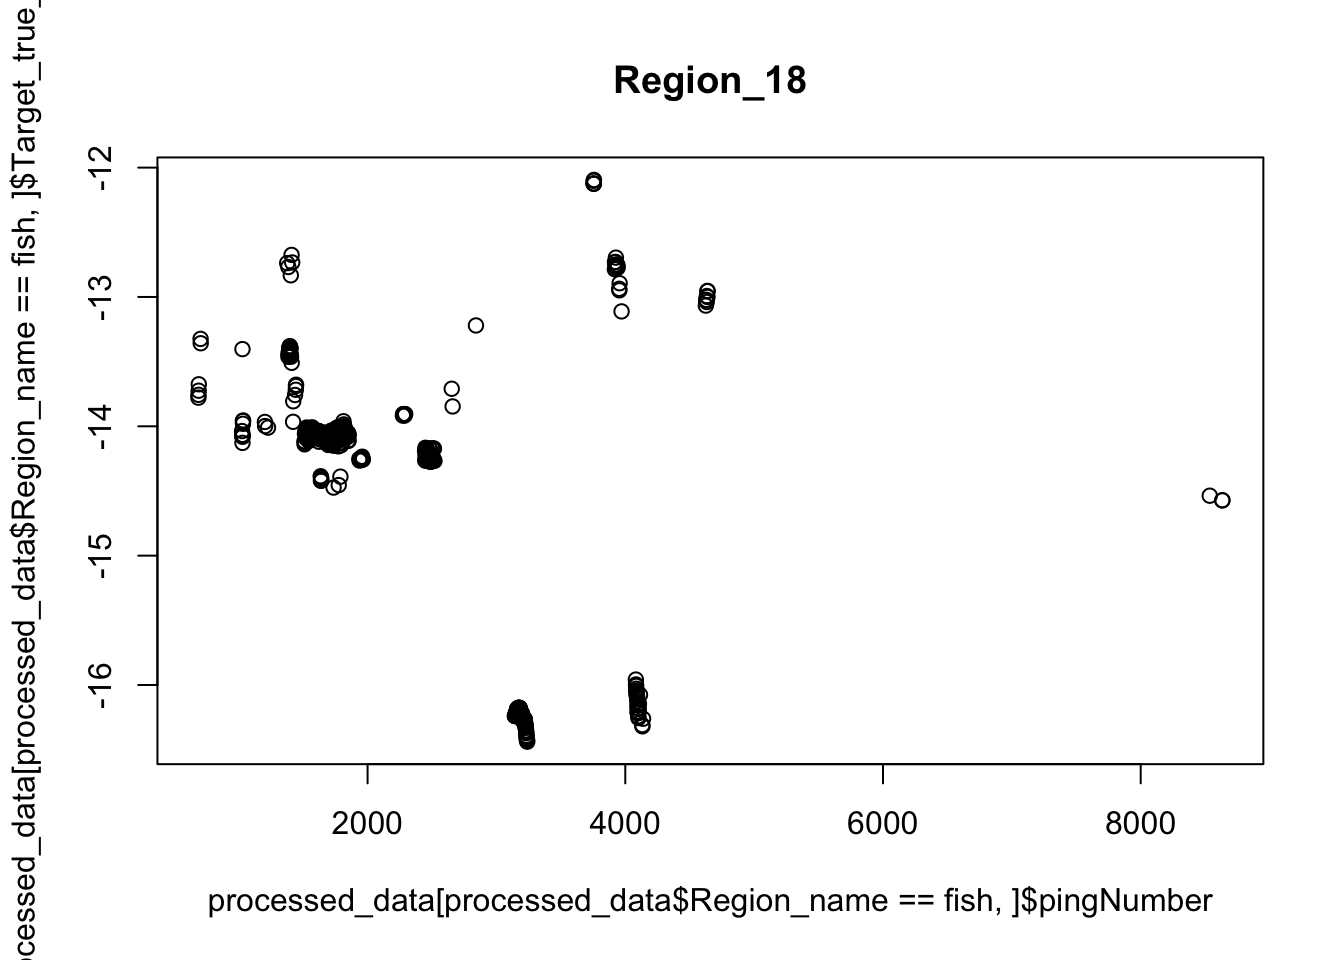 Region_18
-12
-13
-14
-15
-16
ocessed_data[processed_data$Region_name == fish, ]$Target_true_
2000 4000 6000 8000
processed_data[processed_data$Region_name == fish, ]$pingNumber